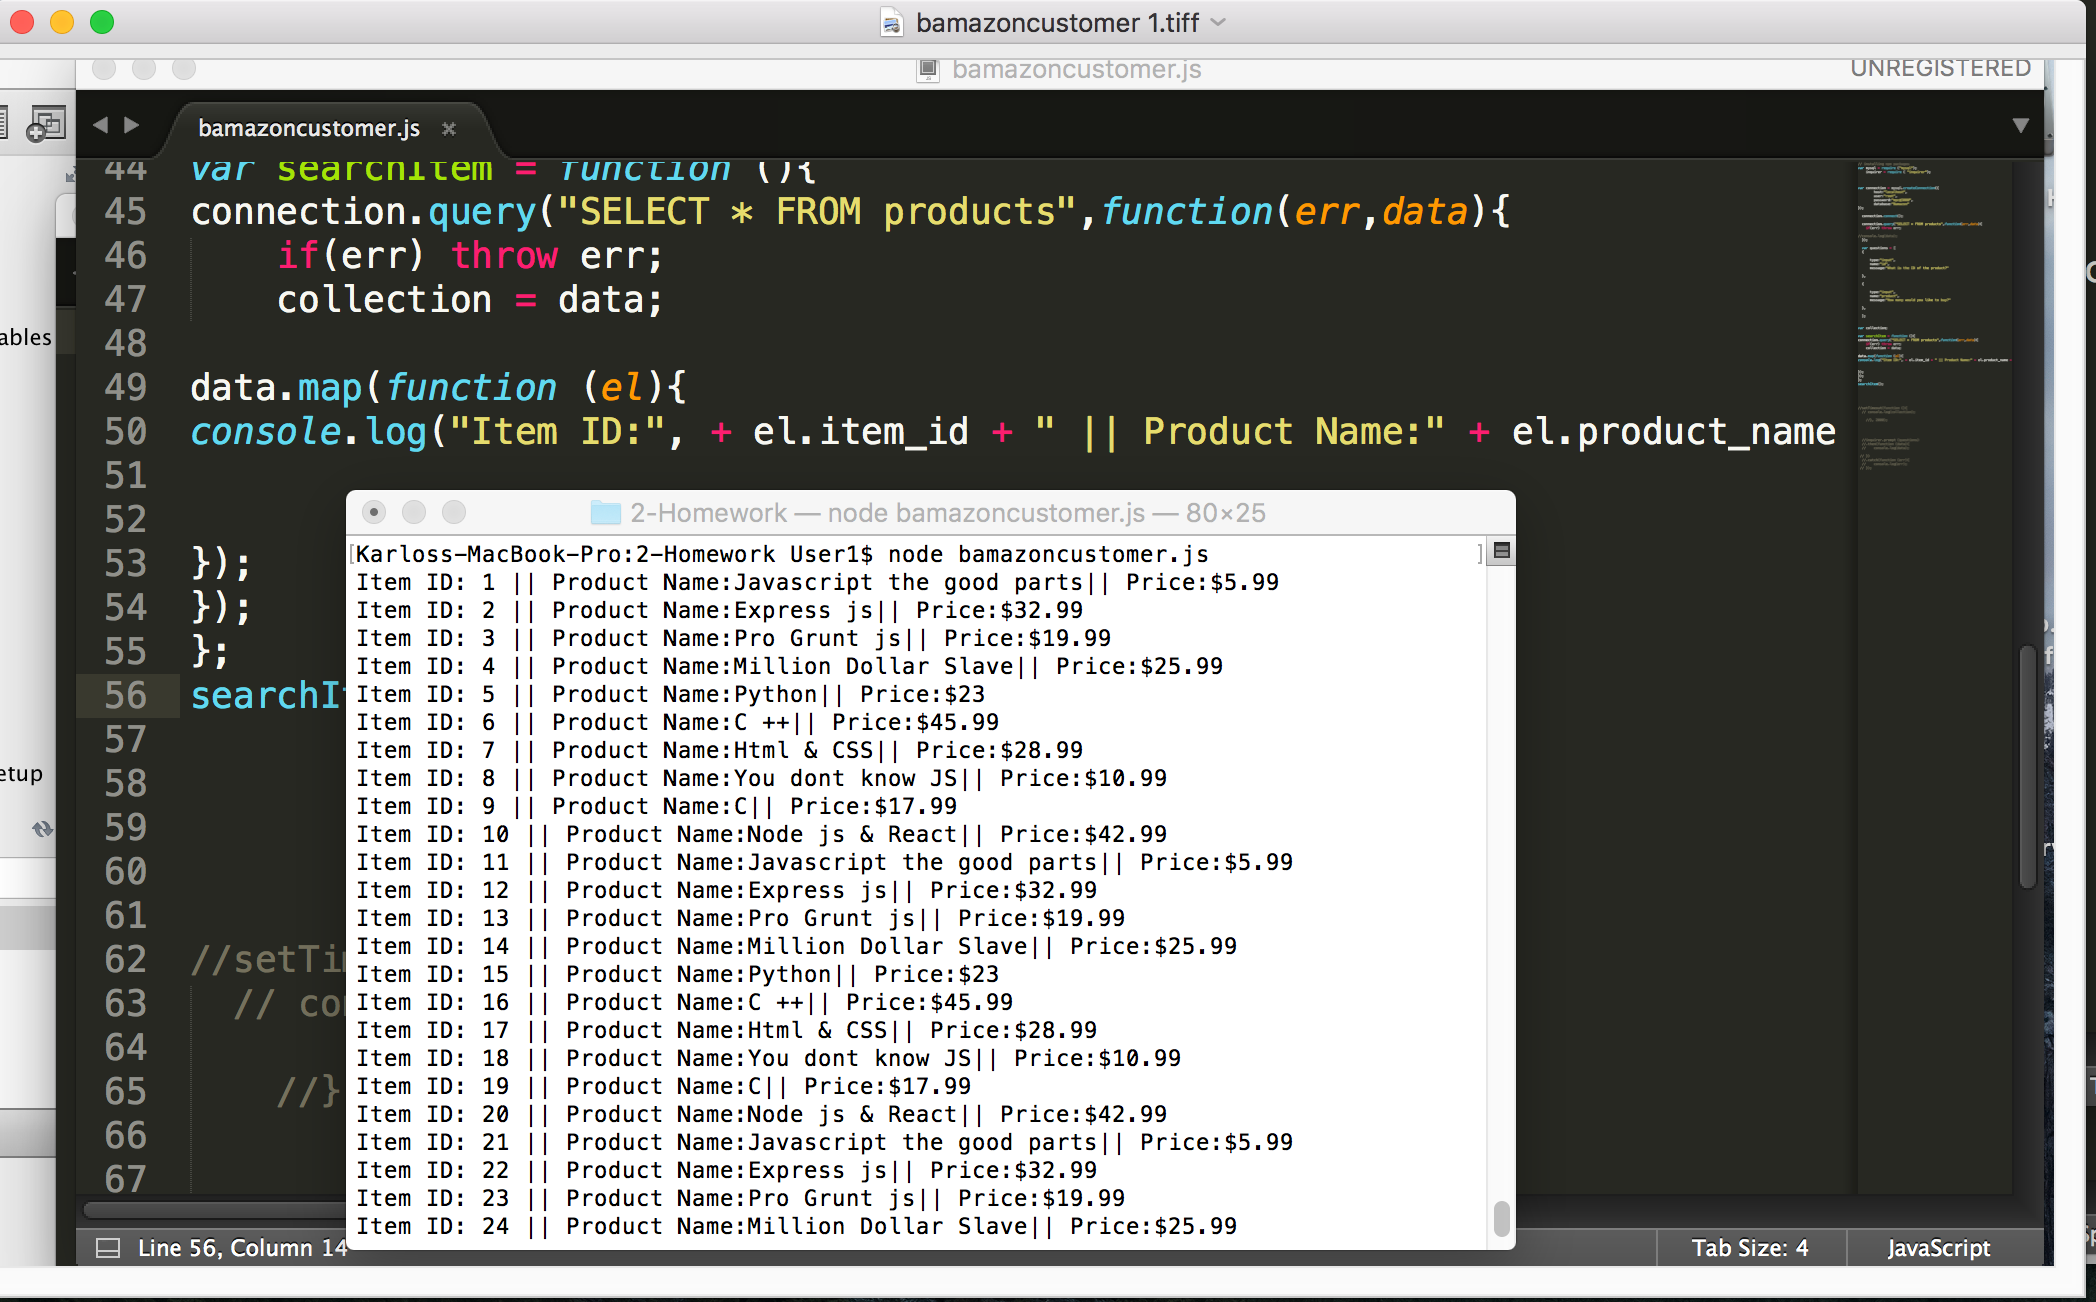 bamazoncustomer 1.tiff
bamazoncustomer.js
UNREGISTERED
bamazoncustomer.js
ables
etup
44 var searchItem = function (){
45 connection.query("SELECT * FROM products",function(err,data){
46 if(err) throw err;
47 collection = data;
48
49 data.map(function (el){
50 console.log("Item ID:", + el.item_id + " || Product Name:" + el.product_name
51
52
53 });
54 });
55 };
56 searchI
57
58
59
60
61
62 //setTim
63 // con
64
65 //}
66
67
2-Homework — node bamazoncustomer.js — 80×25
[Karloss-MacBook-Pro:2-Homework User1$ node bamazoncustomer.js ]
Item ID: 1 || Product Name:Javascript the good parts|| Price:$5.99
Item ID: 2 || Product Name:Express js|| Price:$32.99
Item ID: 3 || Product Name:Pro Grunt js|| Price:$19.99
Item ID: 4 || Product Name:Million Dollar Slave|| Price:$25.99
Item ID: 5 || Product Name:Python|| Price:$23
Item ID: 6 || Product Name:C ++|| Price:$45.99
Item ID: 7 || Product Name:Html & CSS|| Price:$28.99
Item ID: 8 || Product Name:You dont know JS|| Price:$10.99
Item ID: 9 || Product Name:C|| Price:$17.99
Item ID: 10 || Product Name:Node js & React|| Price:$42.99
Item ID: 11 || Product Name:Javascript the good parts|| Price:$5.99
Item ID: 12 || Product Name:Express js|| Price:$32.99
Item ID: 13 || Product Name:Pro Grunt js|| Price:$19.99
Item ID: 14 || Product Name:Million Dollar Slave|| Price:$25.99
Item ID: 15 || Product Name:Python|| Price:$23
Item ID: 16 || Product Name:C ++|| Price:$45.99
Item ID: 17 || Product Name:Html & CSS|| Price:$28.99
Item ID: 18 || Product Name:You dont know JS|| Price:$10.99
Item ID: 19 || Product Name:C|| Price:$17.99
Item ID: 20 || Product Name:Node js & React|| Price:$42.99
Item ID: 21 || Product Name:Javascript the good parts|| Price:$5.99
Item ID: 22 || Product Name:Express js|| Price:$32.99
Item ID: 23 || Product Name:Pro Grunt js|| Price:$19.99
Item ID: 24 || Product Name:Million Dollar Slave|| Price:$25.99
Line 56, Column 14
Tab Size: 4
JavaScript